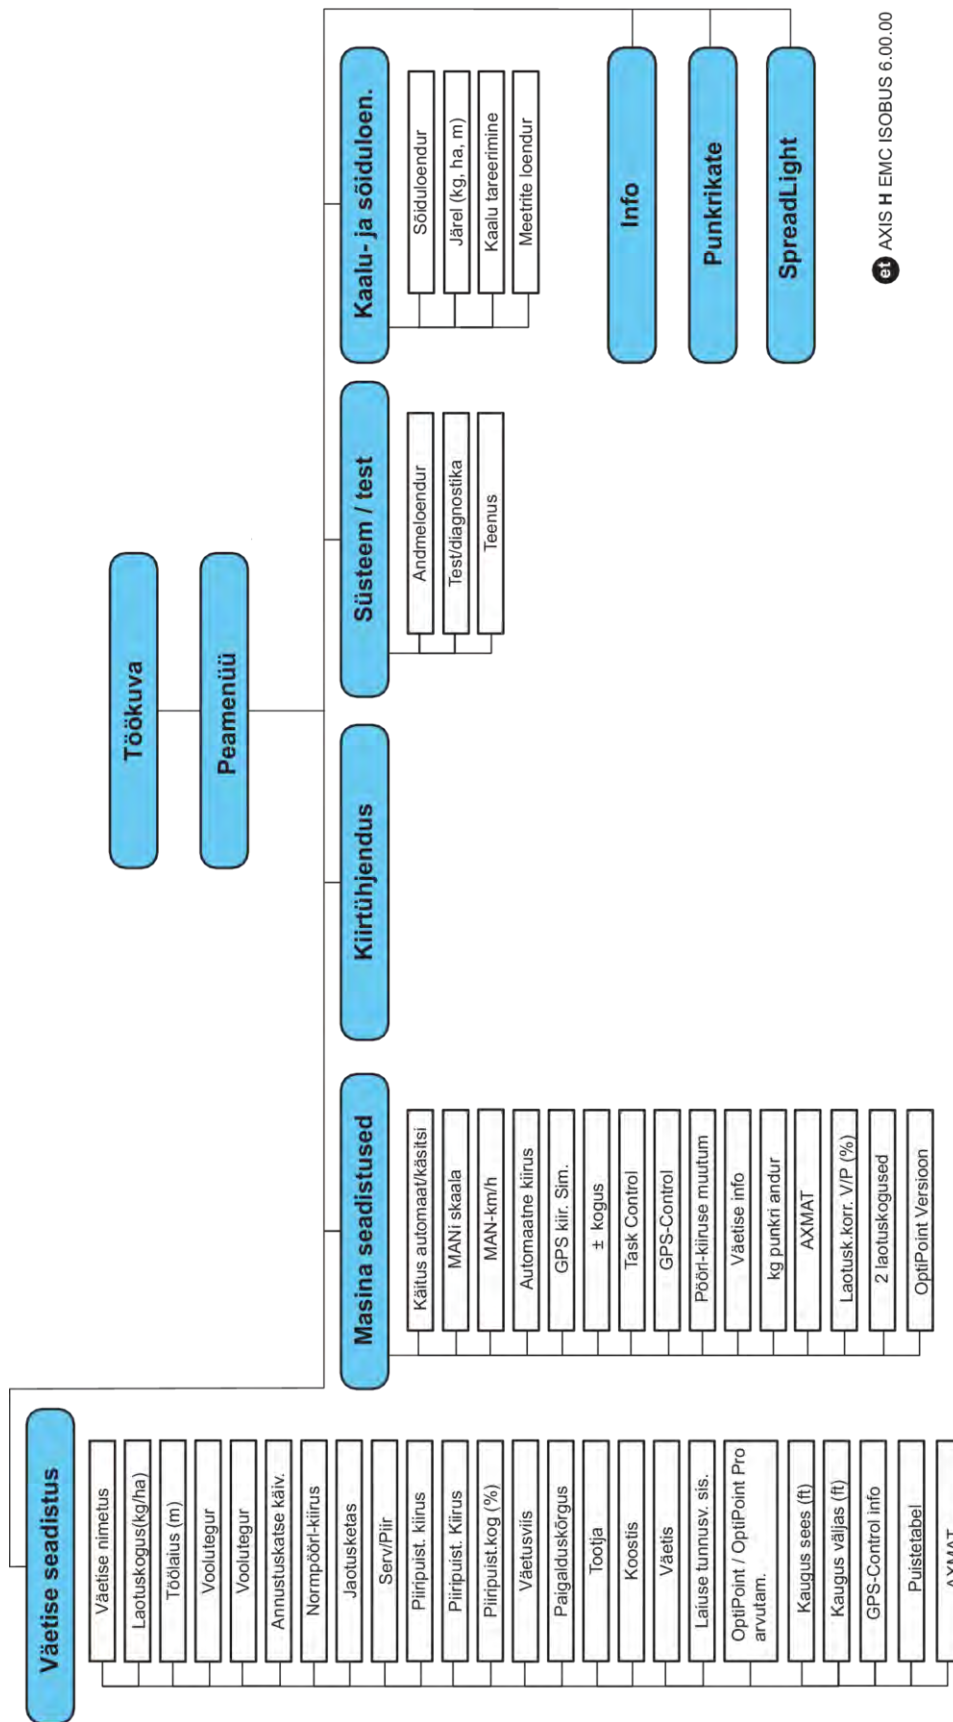 Töökuva
Peamenüü
Väetise seadistus
Väetise nimetus
Laotuskogus(kg/ha)
Töölaius (m)
Voolutegur
Voolutegur
Annustuskatse käiv.
Normpöörl-kiirus
Jaotusketas
Serv/Piir
Piiripuist. kiirus
Piiripuist. Kiirus
Piiripuist.kog (%)
Väetusviis
Paigalduskõrgus
Tootja
Koostis
Väetis
Laiuse tunnusv. sis.
OptiPoint / OptiPoint Pro
arvutam.
Kaugus sees (ft)
Kaugus väljas (ft)
GPS-Control info
Puistetabel
AXMAT
Masina seadistused
Käitus automaat/käsitsi
MANi skaala
MAN-km/h
Automaatne kiirus
GPS kiir. Sim.
± kogus
Task Control
GPS-Control
Pöörl-kiiruse muutum
Väetise info
kg punkri andur
AXMAT
Laotusk.korr. V/P (%)
2 laotuskogused
OptiPoint Versioon
Kiirtühjendus
Süsteem / test
Andmeloendur
Test/diagnostika
Teenus
Kaalu- ja sõiduloen.
Sõiduloendur
Järel (kg, ha, m)
Kaalu tareerimine
Meetrite loendur
Info
Punkrikate
SpreadLight
et AXIS H EMC ISOBUS 6.00.00